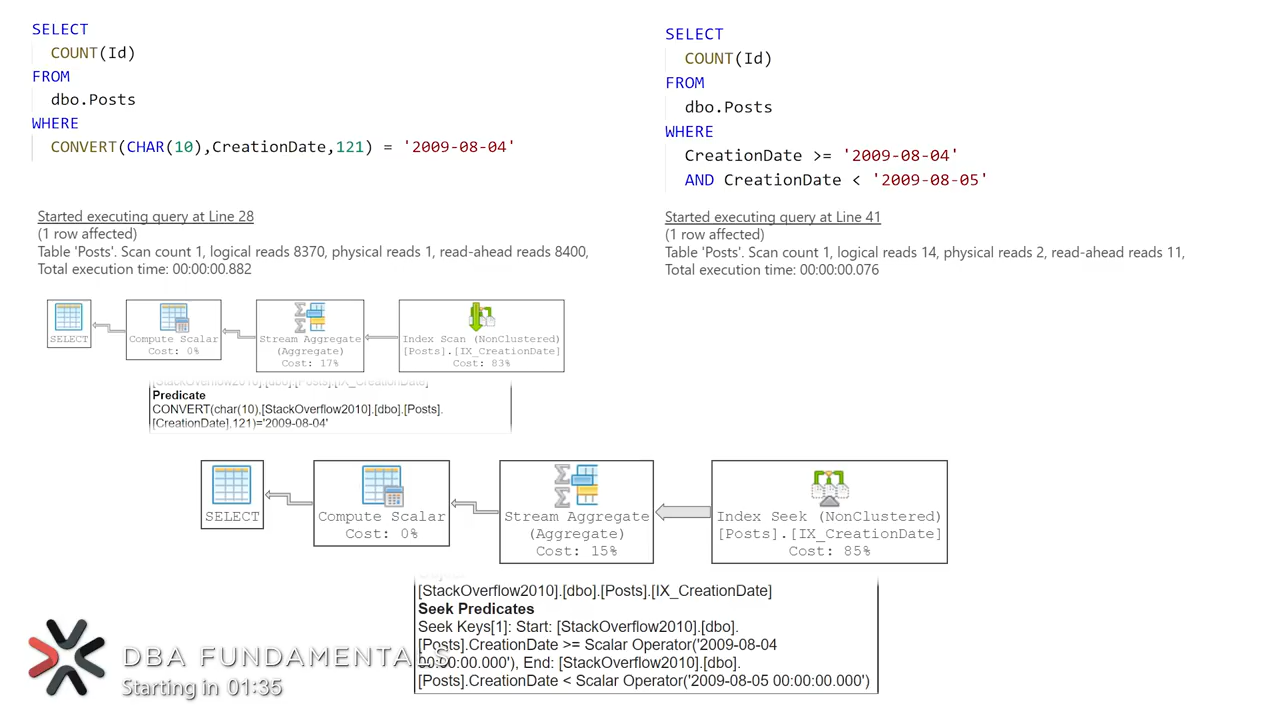 SELECT
COUNT(Id)
FROM
dbo.Posts
WHERE
CONVERT(CHAR(10),CreationDate,121) = '2009-08-04'
SELECT
COUNT(Id)
FROM
dbo.Posts
WHERE
CreationDate >= '2009-08-04'
AND CreationDate < '2009-08-05'
Started executing query at Line 28
(1 row affected)
Table 'Posts'. Scan count 1, logical reads 8370, physical reads 1, read-ahead reads 8400,
Total execution time: 00:00:00.882
Started executing query at Line 41
(1 row affected)
Table 'Posts'. Scan count 1, logical reads 14, physical reads 2, read-ahead reads 11,
Total execution time: 00:00:00.076
SELECT
Compute Scalar
Cost: 0%
Stream Aggregate
(Aggregate)
Cost: 17%
Index Scan (NonClustered)
[Posts].[IX_CreationDate]
Cost: 83%
[StackOverflow2010].[dbo].[Posts].[IX_CreationDate]
Predicate
CONVERT(char(10),[StackOverflow2010].[dbo].[Posts].
[CreationDate],121)='2009-08-04'
SELECT
Compute Scalar
Cost: 0%
Stream Aggregate
(Aggregate)
Cost: 15%
Index Seek (NonClustered)
[Posts].[IX_CreationDate]
Cost: 85%
[StackOverflow2010].[dbo].[Posts].[IX_CreationDate]
Seek Predicates
Seek Keys[1]: Start: [StackOverflow2010].[dbo].
[Posts].CreationDate >= Scalar Operator('2009-08-04
00:00:00.000'), End: [StackOverflow2010].[dbo].
[Posts].CreationDate < Scalar Operator('2009-08-05 00:00:00.000')
DBA FUNDAMENTALS
Starting in 01:35